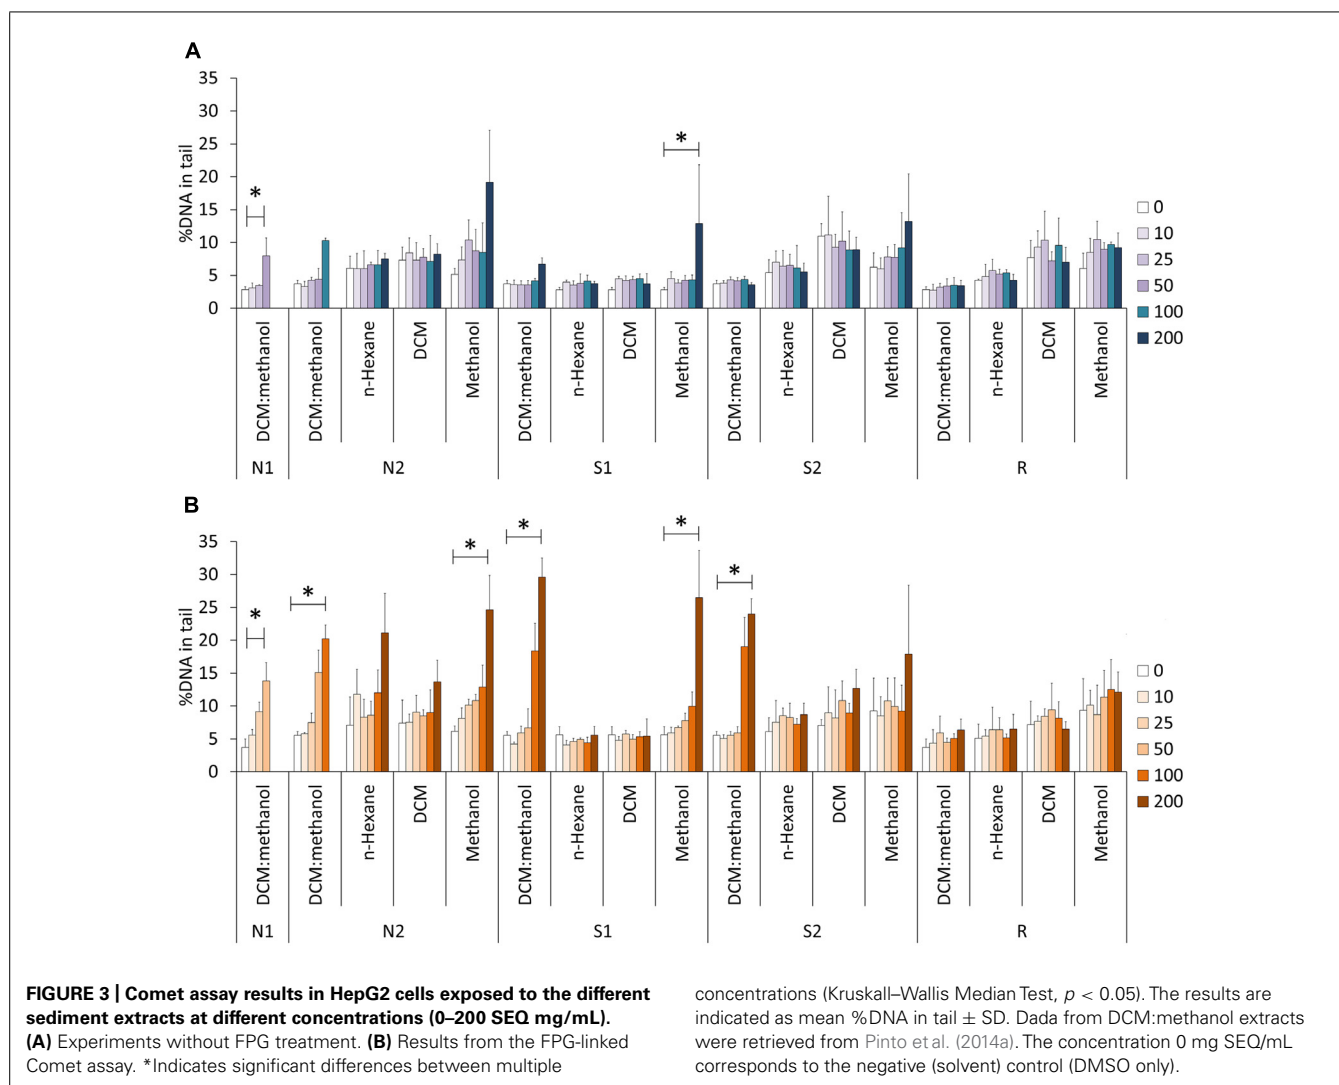 A
35
30
25
20
15
10
5
0
%DNA in tail
*
*
0
10
25
50
100
200
DCM:methanol
DCM:methanol
n-Hexane
DCM
Methanol
DCM:methanol
n-Hexane
DCM
Methanol
DCM:methanol
n-Hexane
DCM
Methanol
DCM:methanol
n-Hexane
DCM
Methanol
N1
N2
S1
S2
R
B
35
30
25
20
15
10
5
0
%DNA in tail
*
*
*
*
*
*
0
10
25
50
100
200
DCM:methanol
DCM:methanol
n-Hexane
DCM
Methanol
DCM:methanol
n-Hexane
DCM
Methanol
DCM:methanol
n-Hexane
DCM
Methanol
DCM:methanol
n-Hexane
DCM
Methanol
N1
N2
S1
S2
R
FIGURE 3 | Comet assay results in HepG2 cells exposed to the different
sediment extracts at different concentrations (0–200 SEQ mg/mL).
(A) Experiments without FPG treatment. (B) Results from the FPG-linked
Comet assay. *Indicates significant differences between multiple
concentrations (Kruskall–Wallis Median Test, p < 0.05). The results are
indicated as mean %DNA in tail ± SD. Dada from DCM:methanol extracts
were retrieved from Pinto et al. (2014a). The concentration 0 mg SEQ/mL
corresponds to the negative (solvent) control (DMSO only).